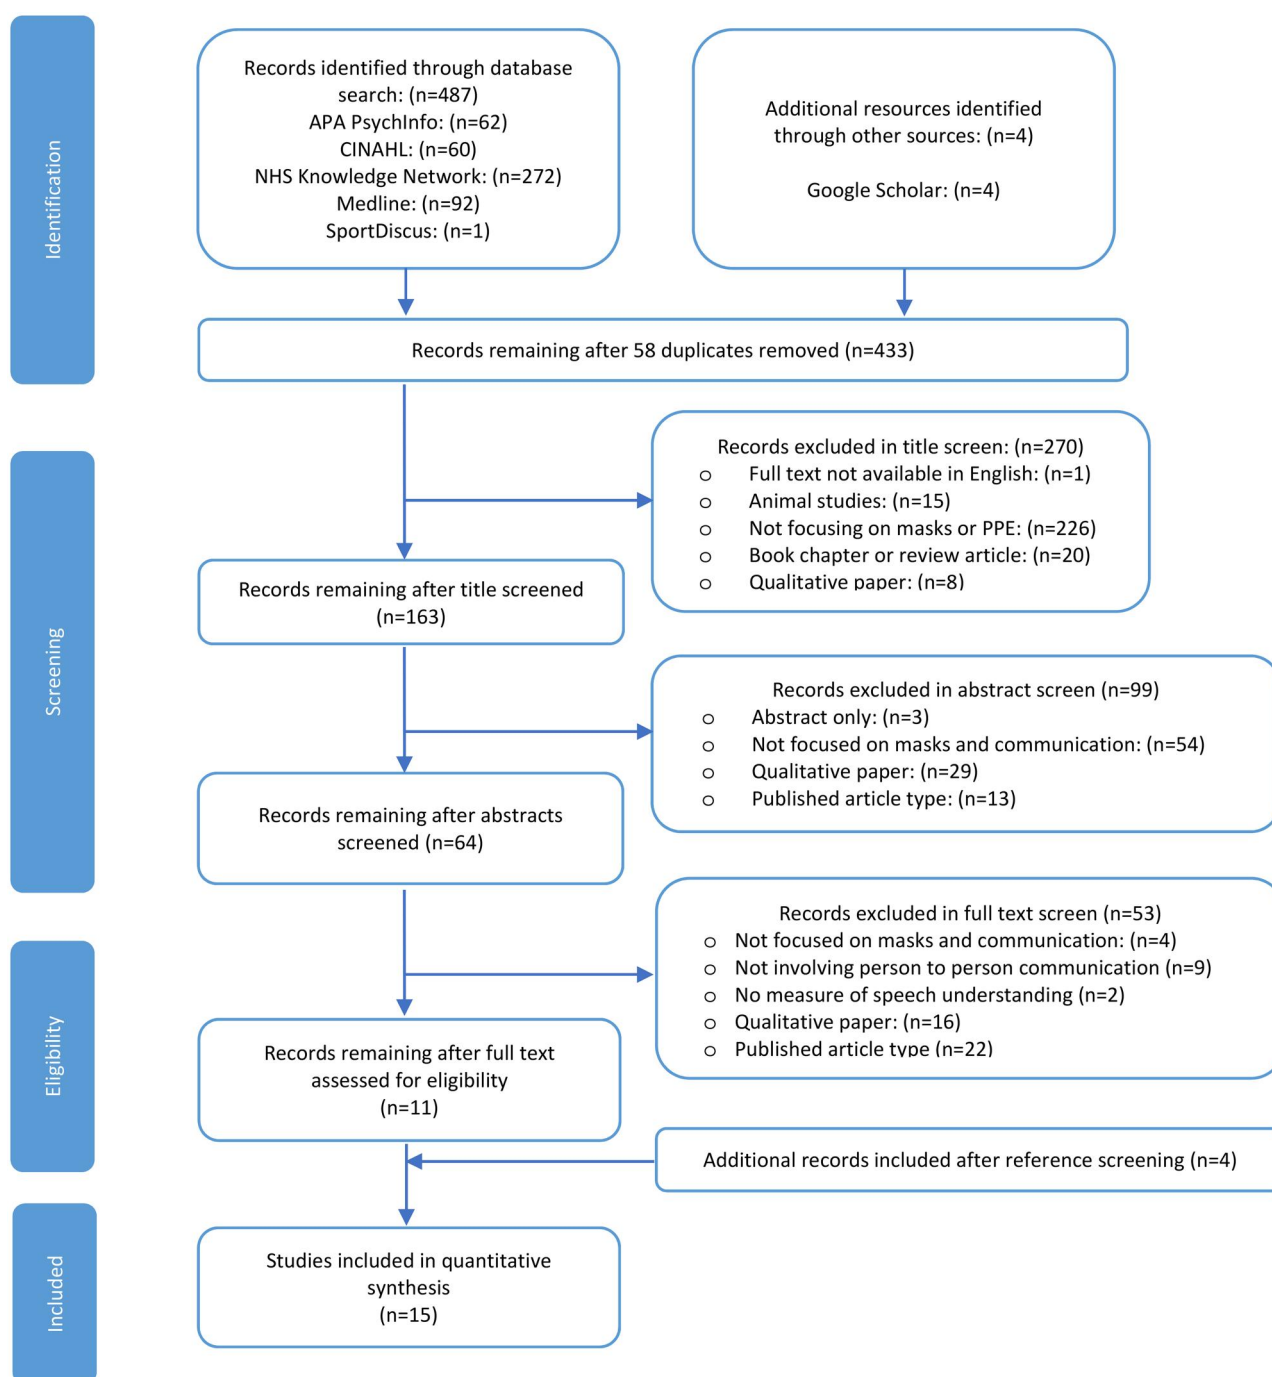 Identification
Records identified through database
search: (n=487)
APA PsychInfo: (n=62)
CINAHL: (n=60)
NHS Knowledge Network: (n=272)
Medline: (n=92)
SportDiscus: (n=1)
Additional resources identified
through other sources: (n=4)
Google Scholar: (n=4)
Records remaining after 58 duplicates removed (n=433)
Screening
Records excluded in title screen: (n=270)
o Full text not available in English: (n=1)
o Animal studies: (n=15)
o Not focusing on masks or PPE: (n=226)
o Book chapter or review article: (n=20)
o Qualitative paper: (n=8)
Records remaining after title screened
(n=163)
Records excluded in abstract screen (n=99)
o Abstract only: (n=3)
o Not focused on masks and communication: (n=54)
o Qualitative paper: (n=29)
o Published article type: (n=13)
Records remaining after abstracts
screened (n=64)
Eligibility
Records excluded in full text screen (n=53)
o Not focused on masks and communication: (n=4)
o Not involving person to person communication (n=9)
o No measure of speech understanding (n=2)
o Qualitative paper: (n=16)
o Published article type (n=22)
Records remaining after full text
assessed for eligibility
(n=11)
Additional records included after reference screening (n=4)
Included
Studies included in quantitative
synthesis
(n=15)